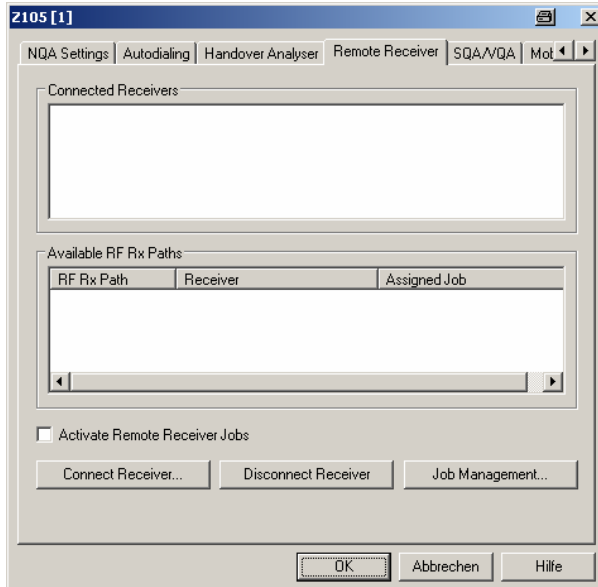 Z105 [1]
NQA Settings Autodialing Handover Analyser Remote Receiver SQA/VQA
Connected Receivers
Available RF Rx Paths
RF Rx Path Receiver Assigned Job
Activate Remote Receiver Jobs
Connect Receiver... Disconnect Receiver Job Management...
OK Abbrechen Hilfe